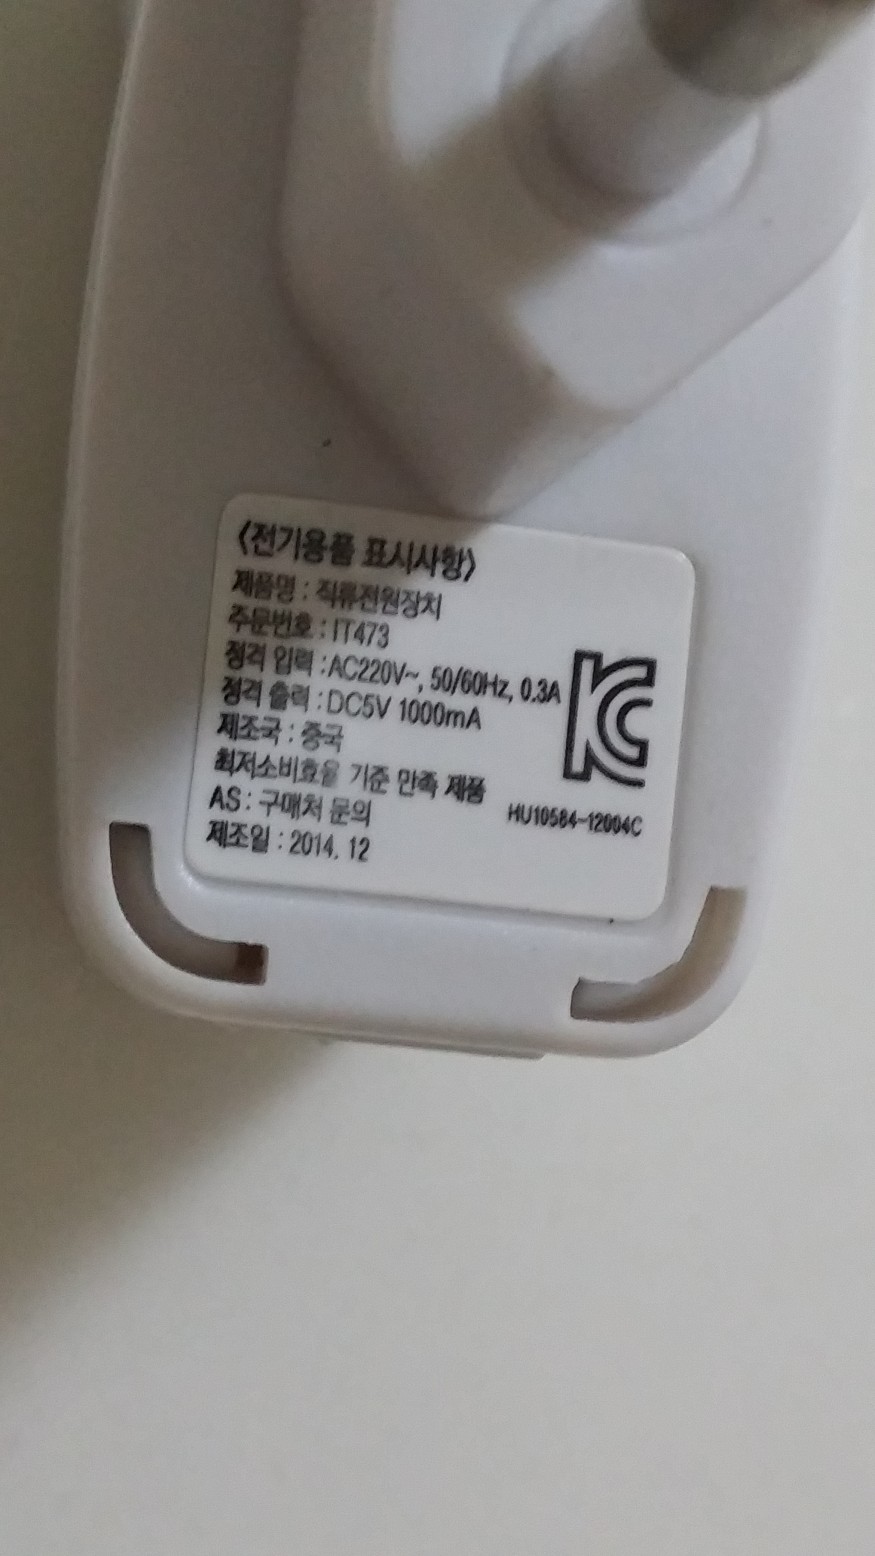 <전기용품 표시사항>
제품명 : 직류전원장치
주문번호 : IT473
정격 입력 : AC220V~, 50/60Hz, 0.3A
정격 출력 : DC5V 1000mA
제조국 : 중국
최저소비효율 기준 만족 제품
AS : 구매처 문의
제조일 : 2014. 12
KC
HU10584-12004C